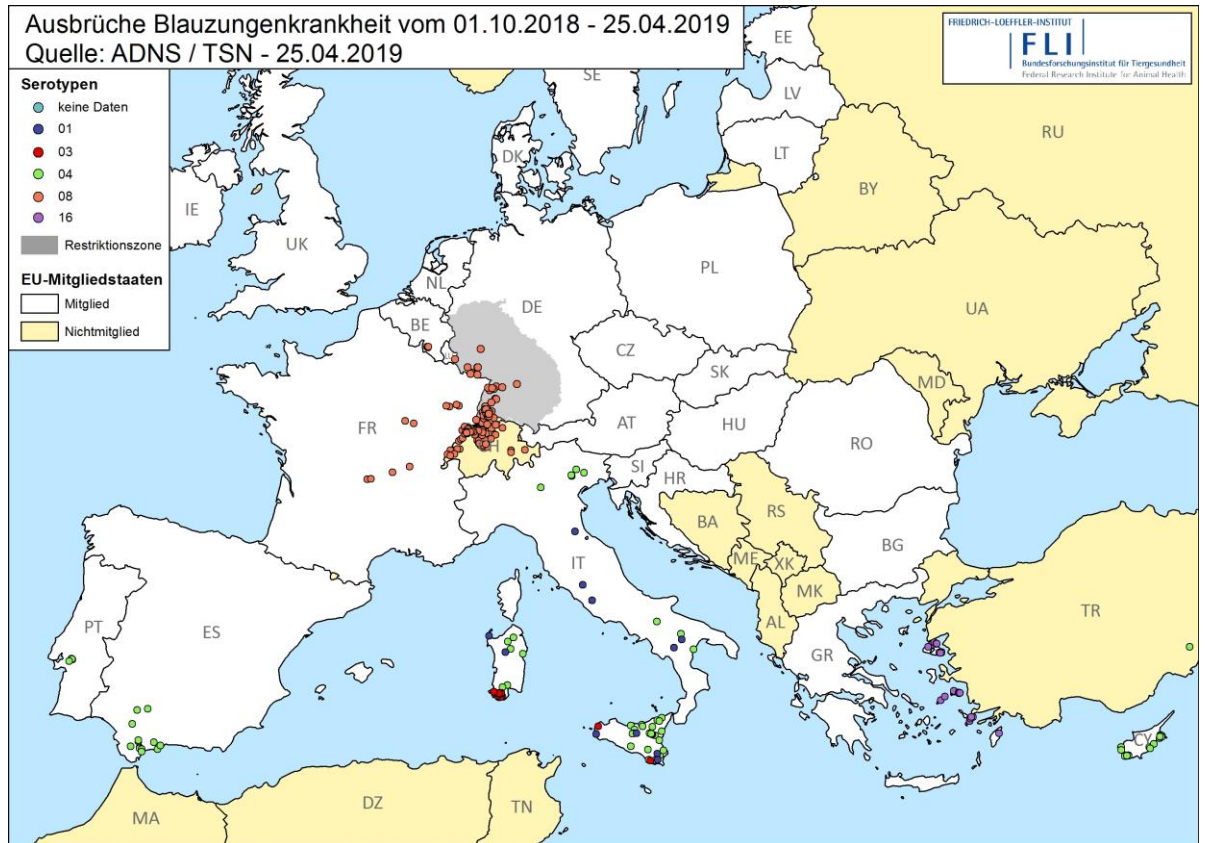 Ausbrüche Blauzungenkrankheit vom 01.10.2018 - 25.04.2019
Quelle: ADNS / TSN - 25.04.2019
FRIEDRICH-LOEFFLER-INSTITUT
FLI
Bundesforschungsinstitut für Tiergesundheit
Federal Research Institute for Animal Health
Serotypen
keine Daten
01
03
04
08
16
Restriktionszone
EU-Mitgliedstaaten
Mitglied
Nichtmitglied
EE
SE
LV
RU
LT
DK
BY
IE
UK
PL
NL
DE
UA
BE
CZ
SK
MD
FR
AT
HU
RO
CH
SI
HR
BA
RS
IT
BG
ME
XK
MK
PT
ES
AL
TR
GR
CY
MA
DZ
TN